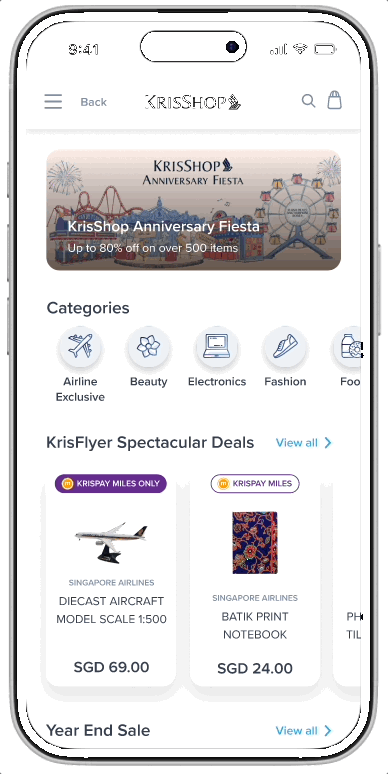 9:41
Back
KRISSHOP
KRISSHOP
ANNIVERSARY FIESTA
KrisShop Anniversary Fiesta
Up to 80% off on over 500 items
Categories
Airline
Exclusive
Beauty
Electronics
Fashion
Foo
KrisFlyer Spectacular Deals
View all
KRISPAY MILES ONLY
SINGAPORE AIRLINES
DIECAST AIRCRAFT
MODEL SCALE 1:500
SGD 69.00
KRISPAY MILES
SINGAPORE AIRLINES
BATIK PRINT
NOTEBOOK
SGD 24.00
PH
TIL
Year End Sale
View all